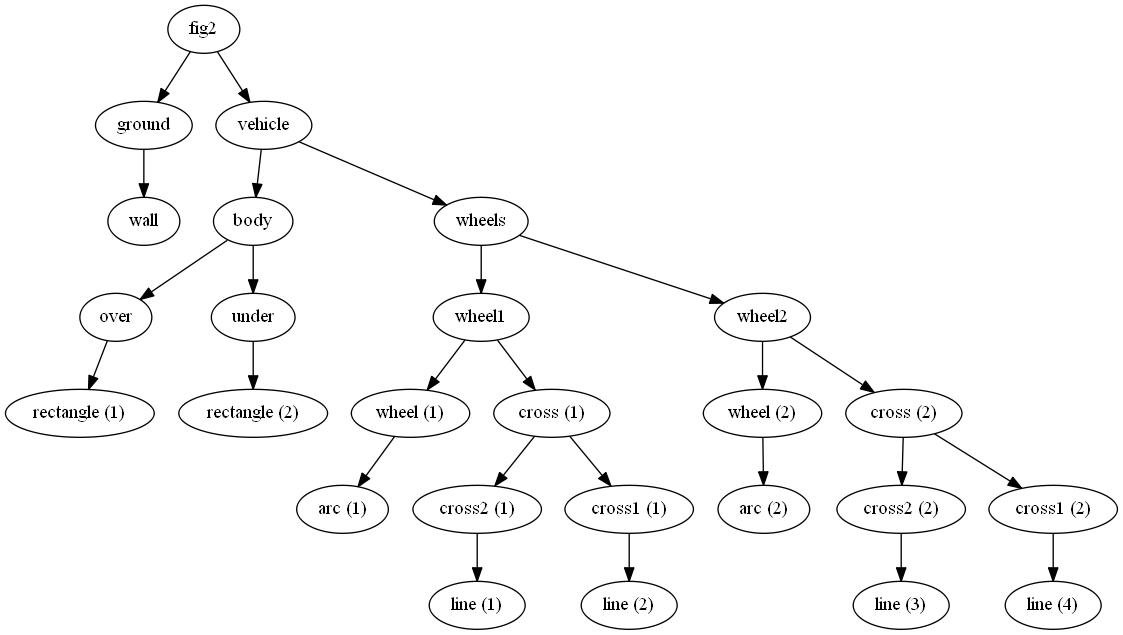 fig2
ground
vehicle
wall
body
wheels
over
under
wheel1
wheel2
rectangle (1)
rectangle (2)
wheel (1)
cross (1)
wheel (2)
cross (2)
arc (1)
cross2 (1)
cross1 (1)
arc (2)
cross2 (2)
cross1 (2)
line (1)
line (2)
line (3)
line (4)